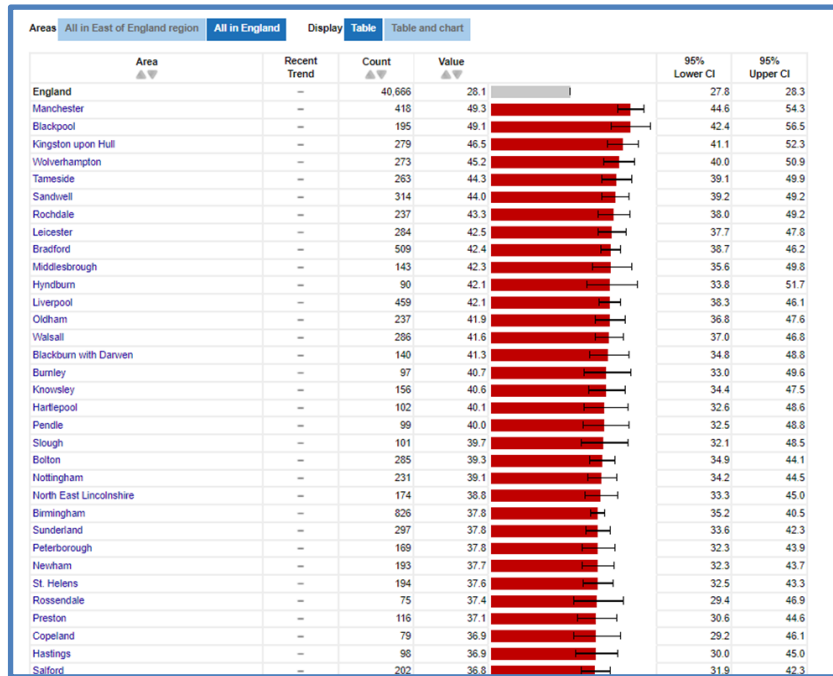 Areas All in East of England region All in England Display Table Table and chart
Area Recent Trend Count Value 95% Lower CI 95% Upper CI
England – 40,666 28.1 27.8 28.3
Manchester – 418 49.3 44.6 54.3
Blackpool – 195 49.1 42.4 56.5
Kingston upon Hull – 279 46.5 41.1 52.3
Wolverhampton – 273 45.2 40.0 50.9
Tameside – 263 44.3 39.1 49.9
Sandwell – 314 44.0 39.2 49.2
Rochdale – 237 43.3 38.0 49.2
Leicester – 284 42.5 37.7 47.8
Bradford – 509 42.4 38.7 46.2
Middlesbrough – 143 42.3 35.6 49.8
Hyndburn – 90 42.1 33.8 51.7
Liverpool – 459 42.1 38.3 46.1
Oldham – 237 41.9 36.8 47.6
Walsall – 286 41.6 37.0 46.8
Blackburn with Darwen – 140 41.3 34.8 48.8
Burnley – 97 40.7 33.0 49.6
Knowsley – 156 40.6 34.4 47.5
Hartlepool – 102 40.1 32.6 48.6
Pendle – 99 40.0 32.5 48.8
Slough – 101 39.7 32.1 48.5
Bolton – 285 39.3 34.9 44.1
Nottingham – 231 39.1 34.2 44.5
North East Lincolnshire – 174 38.8 33.3 45.0
Birmingham – 826 37.8 35.2 40.5
Sunderland – 297 37.8 33.6 42.3
Peterborough – 169 37.8 32.3 43.9
Newham – 193 37.7 32.3 43.7
St. Helens – 194 37.6 32.5 43.3
Rossendale – 75 37.4 29.4 46.9
Preston – 116 37.1 30.6 44.6
Copeland – 79 36.9 29.2 46.1
Hastings – 98 36.9 30.0 45.0
Salford – 202 36.8 31.9 42.3